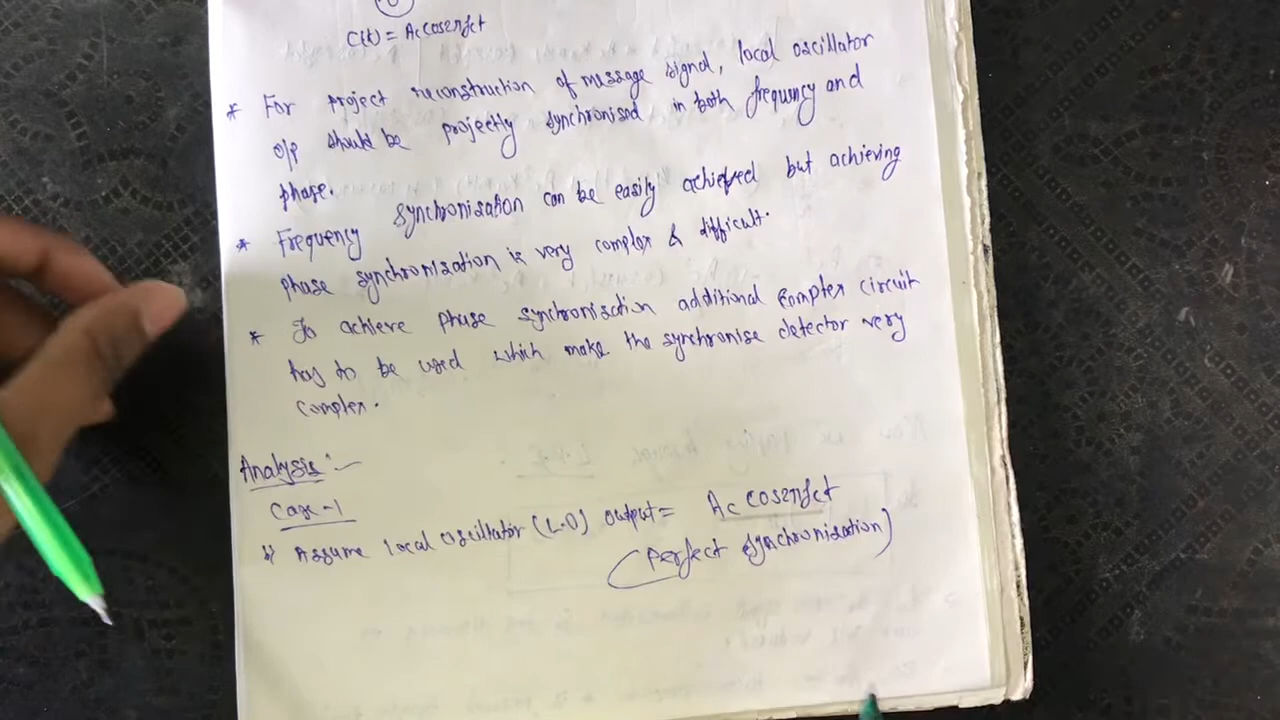 C(t) = Ac cos2πfct
* For project reconstruction of message signal, local oscillator
o/p should be projectly synchronised in both frequency and
phase.
* Frequency synchronisation can be easily achieved but achieving
phase synchronization is very complex & difficult.
* To achieve phase synchronisation additional complex circuit
has to be used which make the synchronise detector very
complex.
Analysis :-
Case-1
Assume local oscillator (L.O) output = Ac cos2πfct
(Perfect synchronisation)